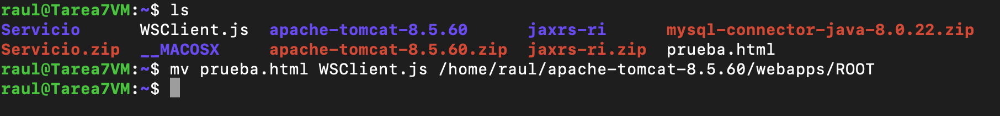 raul@Tarea7VM:~$ ls
Servicio WSClient.js apache-tomcat-8.5.60 jaxrs-ri mysql-connector-java-8.0.22.zip
Servicio.zip __MACOSX apache-tomcat-8.5.60.zip jaxrs-ri.zip prueba.html
raul@Tarea7VM:~$ mv prueba.html WSClient.js /home/raul/apache-tomcat-8.5.60/webapps/ROOT
raul@Tarea7VM:~$